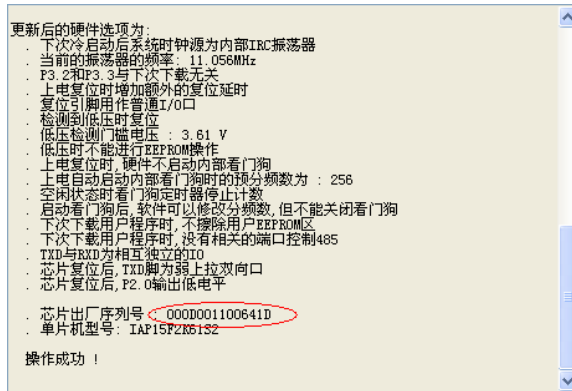 更新后的硬件选项为:
. 下次冷启动后系统时钟源为内部IRC振荡器
. 当前的振荡器的频率: 11.056MHz
. P3.2和P3.3与下次下载无关
. 上电复位时增加额外的复位延时
. 复位引脚用作普通I/O口
. 检测到低压时复位
. 低压检测门槛电压 : 3.61 V
. 低压时不能进行EEPROM操作
. 上电复位时,硬件不启动内部看门狗
. 上电自动启动内部看门狗时的预分频数为 : 256
. 空闲状态时看门狗定时器停止计数
. 启动看门狗后,软件可以修改分频数,但不能关闭看门狗
. 下次下载用户程序时,不擦除用户EEPROM区
. 下次下载用户程序时,没有相关的端口控制485
. TXD与RXD为相互独立的IO
. 芯片复位后,TXD脚为弱上拉双向口
. 芯片复位后,P2.0输出低电平
. 芯片出厂序列号 : 000D001100641D
. 单片机型号: IAP15F2K61S2
操作成功 !